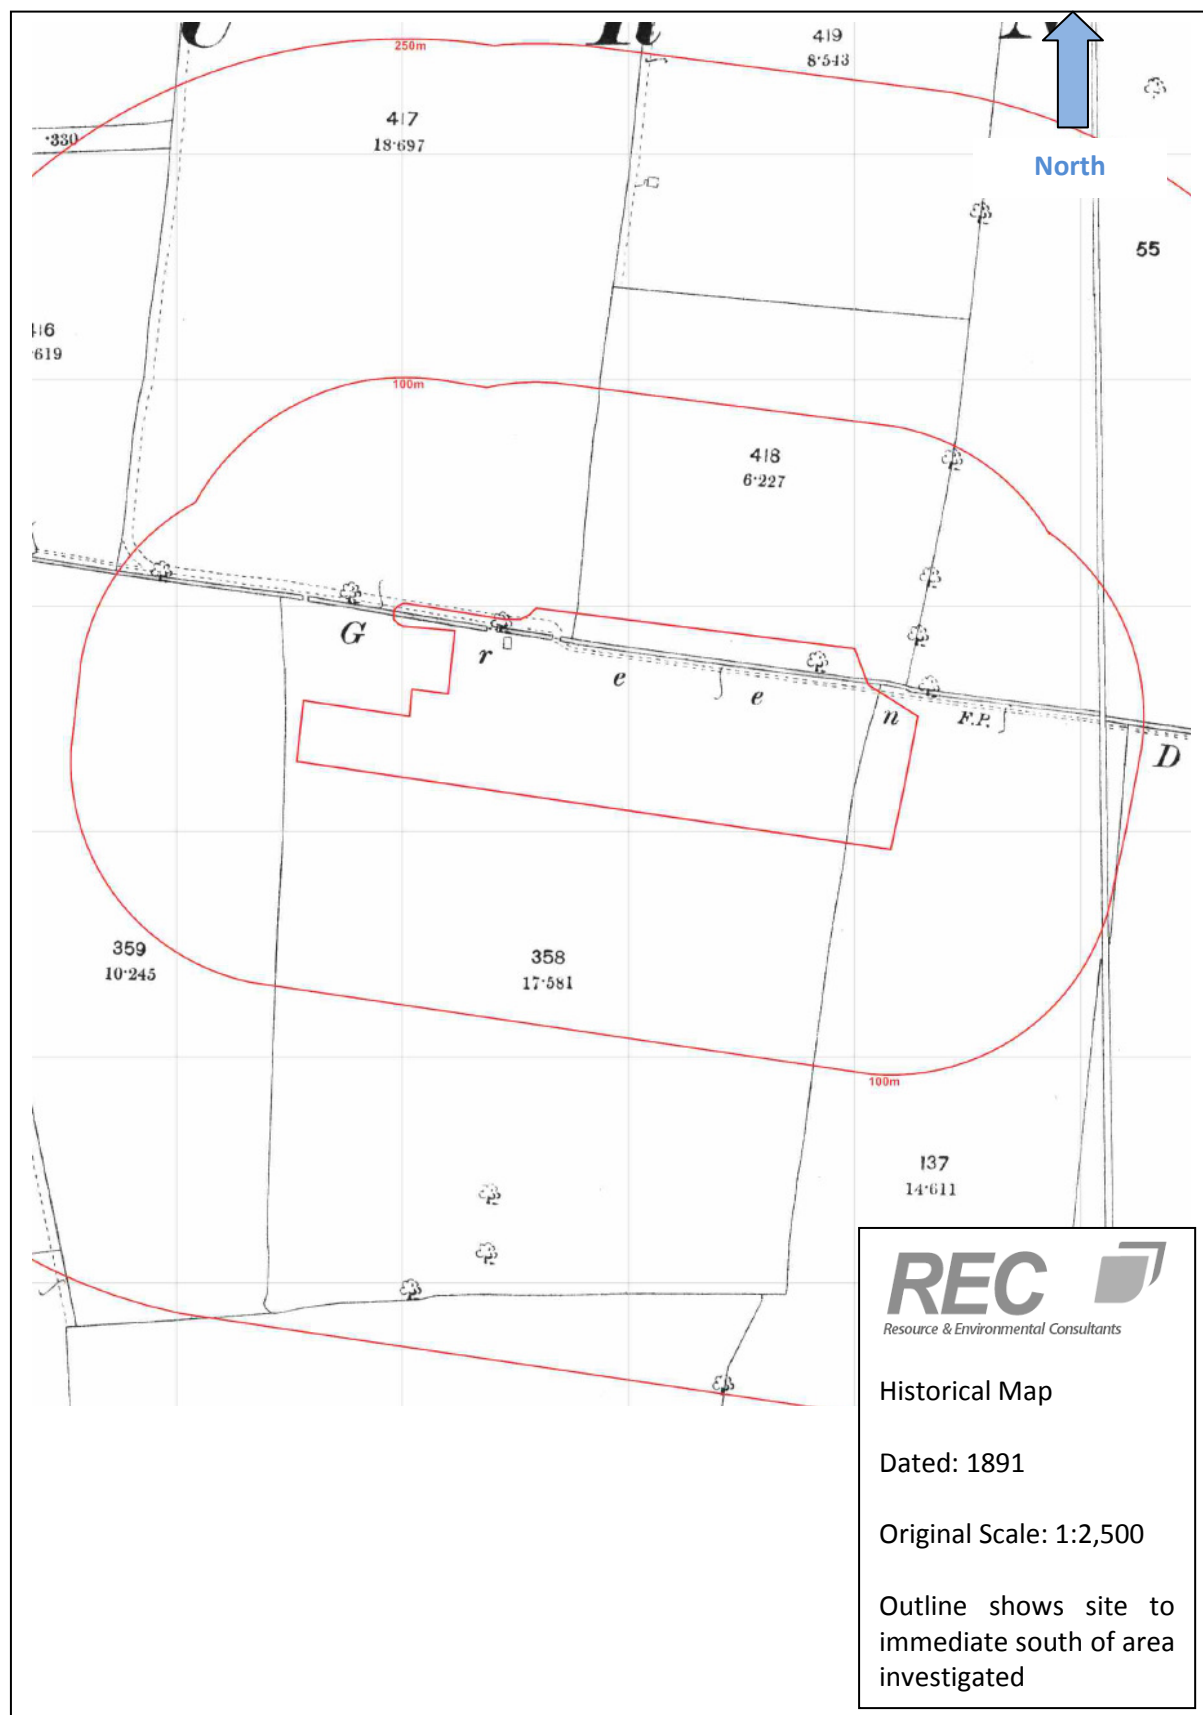 250m
419
8·543
417
18·697
·330
North
55
416
·619
100m
418
6·227
G r e e n D
F.P.
359
10·245
358
17·581
100m
137
14·611
REC
Resource & Environmental Consultants
Historical Map
Dated: 1891
Original Scale: 1:2,500
Outline shows site to
immediate south of area
investigated